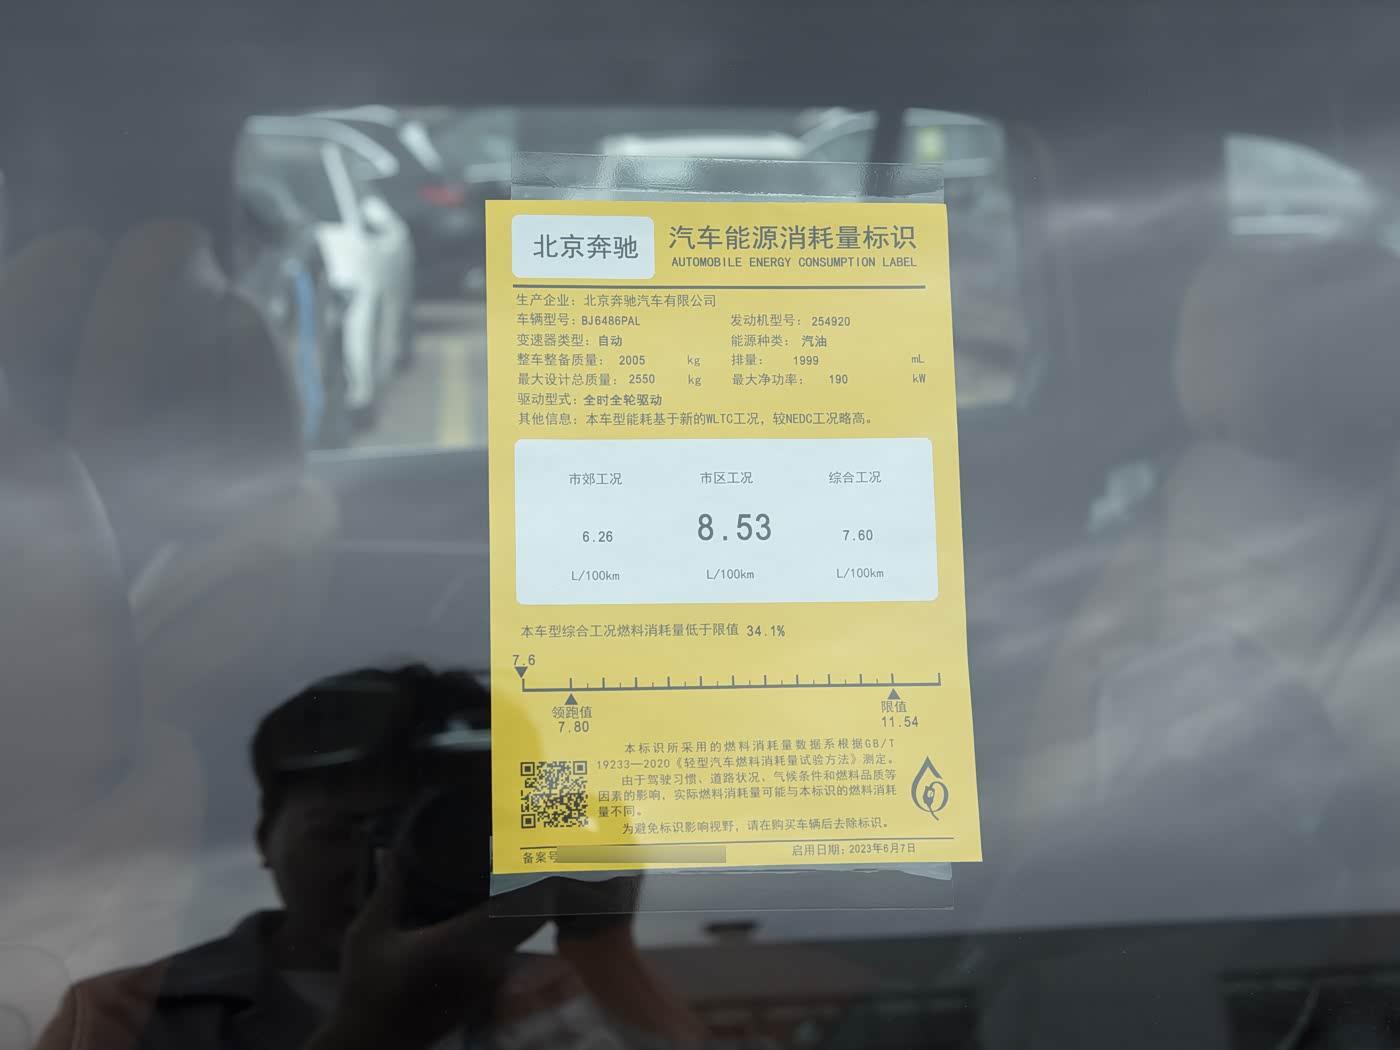 北京奔驰
汽车能源消耗量标识
AUTOMOBILE ENERGY CONSUMPTION LABEL
生产企业：北京奔驰汽车有限公司
车辆型号：BJ6486PAL 发动机型号：254920
变速器类型：自动 能源种类：汽油
整车整备质量：2005 kg 排量：1999 mL
最大设计总质量：2550 kg 最大净功率：190 kW
驱动型式：全时全轮驱动
其他信息：本车型能耗基于新的WLTC工况，较NEDC工况略高。
市郊工况 市区工况 综合工况
6.26 8.53 7.60
L/100km L/100km L/100km
本车型综合工况燃料消耗量低于限值 34.1%
7.6
领跑值 限值
7.80 11.54
本标识所采用的燃料消耗量数据系根据GB/T
19233—2020《轻型汽车燃料消耗量试验方法》测定。
由于驾驶习惯、道路状况、气候条件和燃料品质等
因素的影响，实际燃料消耗量可能与本标识的燃料消耗
量不同。
为避免标识影响视野，请在购买车辆后去除标识。
备案号 启用日期：2023年6月7日